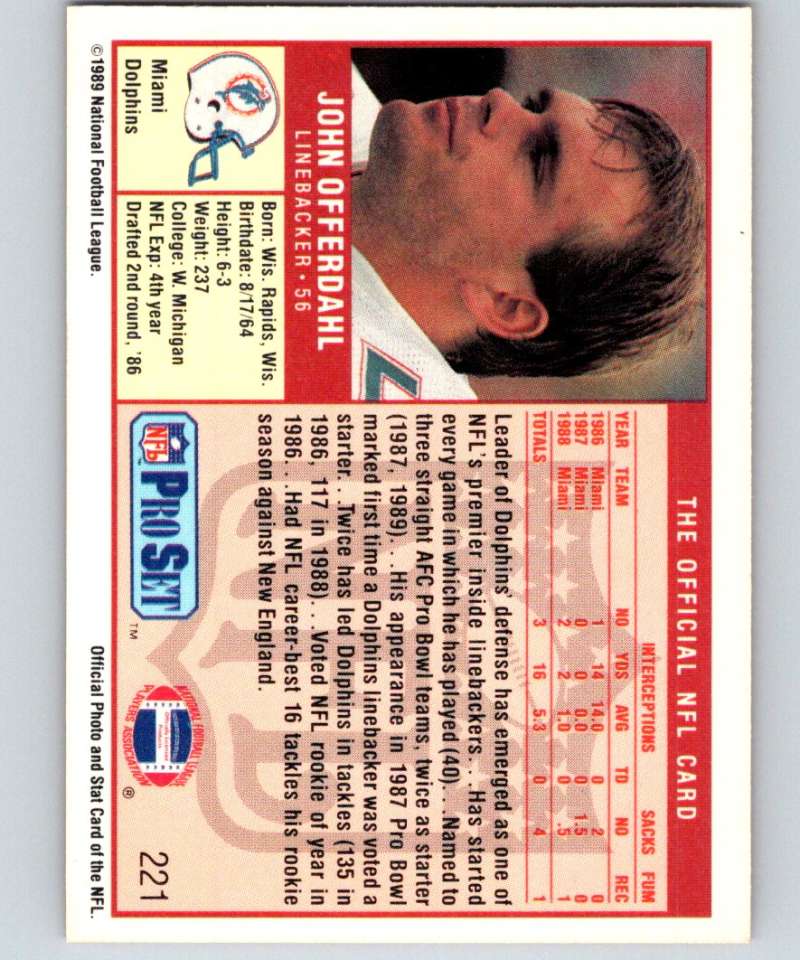 THE OFFICIAL NFL CARD
JOHN OFFERDAHL
LINEBACKER • 56
Miami
Dolphins
Born: Wis. Rapids, Wis.
Birthdate: 8/17/64
Height: 6-3
Weight: 237
College: W. Michigan
NFL Exp: 4th year
Drafted 2nd round, '86
©1989 National Football League.
INTERCEPTIONS SACKS FUM
YEAR TEAM NO YDS AVG TD NO REC
1986 Miami 1 14 14.0 0 2 0
1987 Miami 0 0 0.0 0 1.5 0
1988 Miami 2 2 1.0 0 .5 1
TOTALS 3 16 5.3 0 4 1
Leader of Dolphins' defense has emerged as one of
NFL's premier inside linebackers. . .Has started
every game in which he has played (40). . .Named to
three straight AFC Pro Bowl teams, twice as starter
(1987, 1989). . .His appearance in 1987 Pro Bowl
marked first time a Dolphins linebacker was voted a
starter. . .Twice has led Dolphins in tackles (135 in
1986, 117 in 1988). . .Voted NFL rookie of year in
1986. . .Had NFL career-best 16 tackles his rookie
season against New England.
NFL PRO SET ™
NATIONAL FOOTBALL LEAGUE
PLAYERS ASSOCIATION ®
221
Official Photo and Stat Card of the NFL.